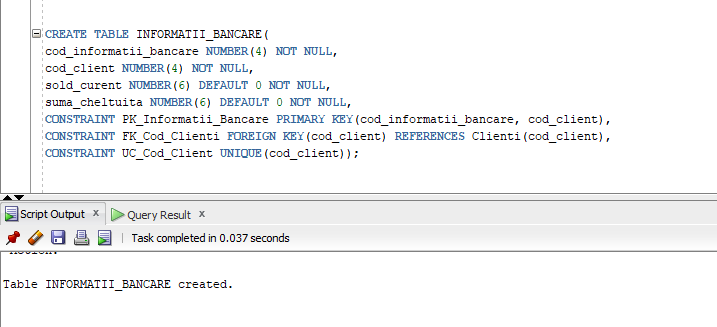 CREATE TABLE INFORMATII_BANCARE(
cod_informatii_bancare NUMBER(4) NOT NULL,
cod_client NUMBER(4) NOT NULL,
sold_curent NUMBER(6) DEFAULT 0 NOT NULL,
suma_cheltuita NUMBER(6) DEFAULT 0 NOT NULL,
CONSTRAINT PK_Informatii_Bancare PRIMARY KEY(cod_informatii_bancare, cod_client),
CONSTRAINT FK_Cod_Clienti FOREIGN KEY(cod_client) REFERENCES Clienti(cod_client),
CONSTRAINT UC_Cod_Client UNIQUE(cod_client));
Script Output x Query Result x
Task completed in 0.037 seconds
Table INFORMATII_BANCARE created.